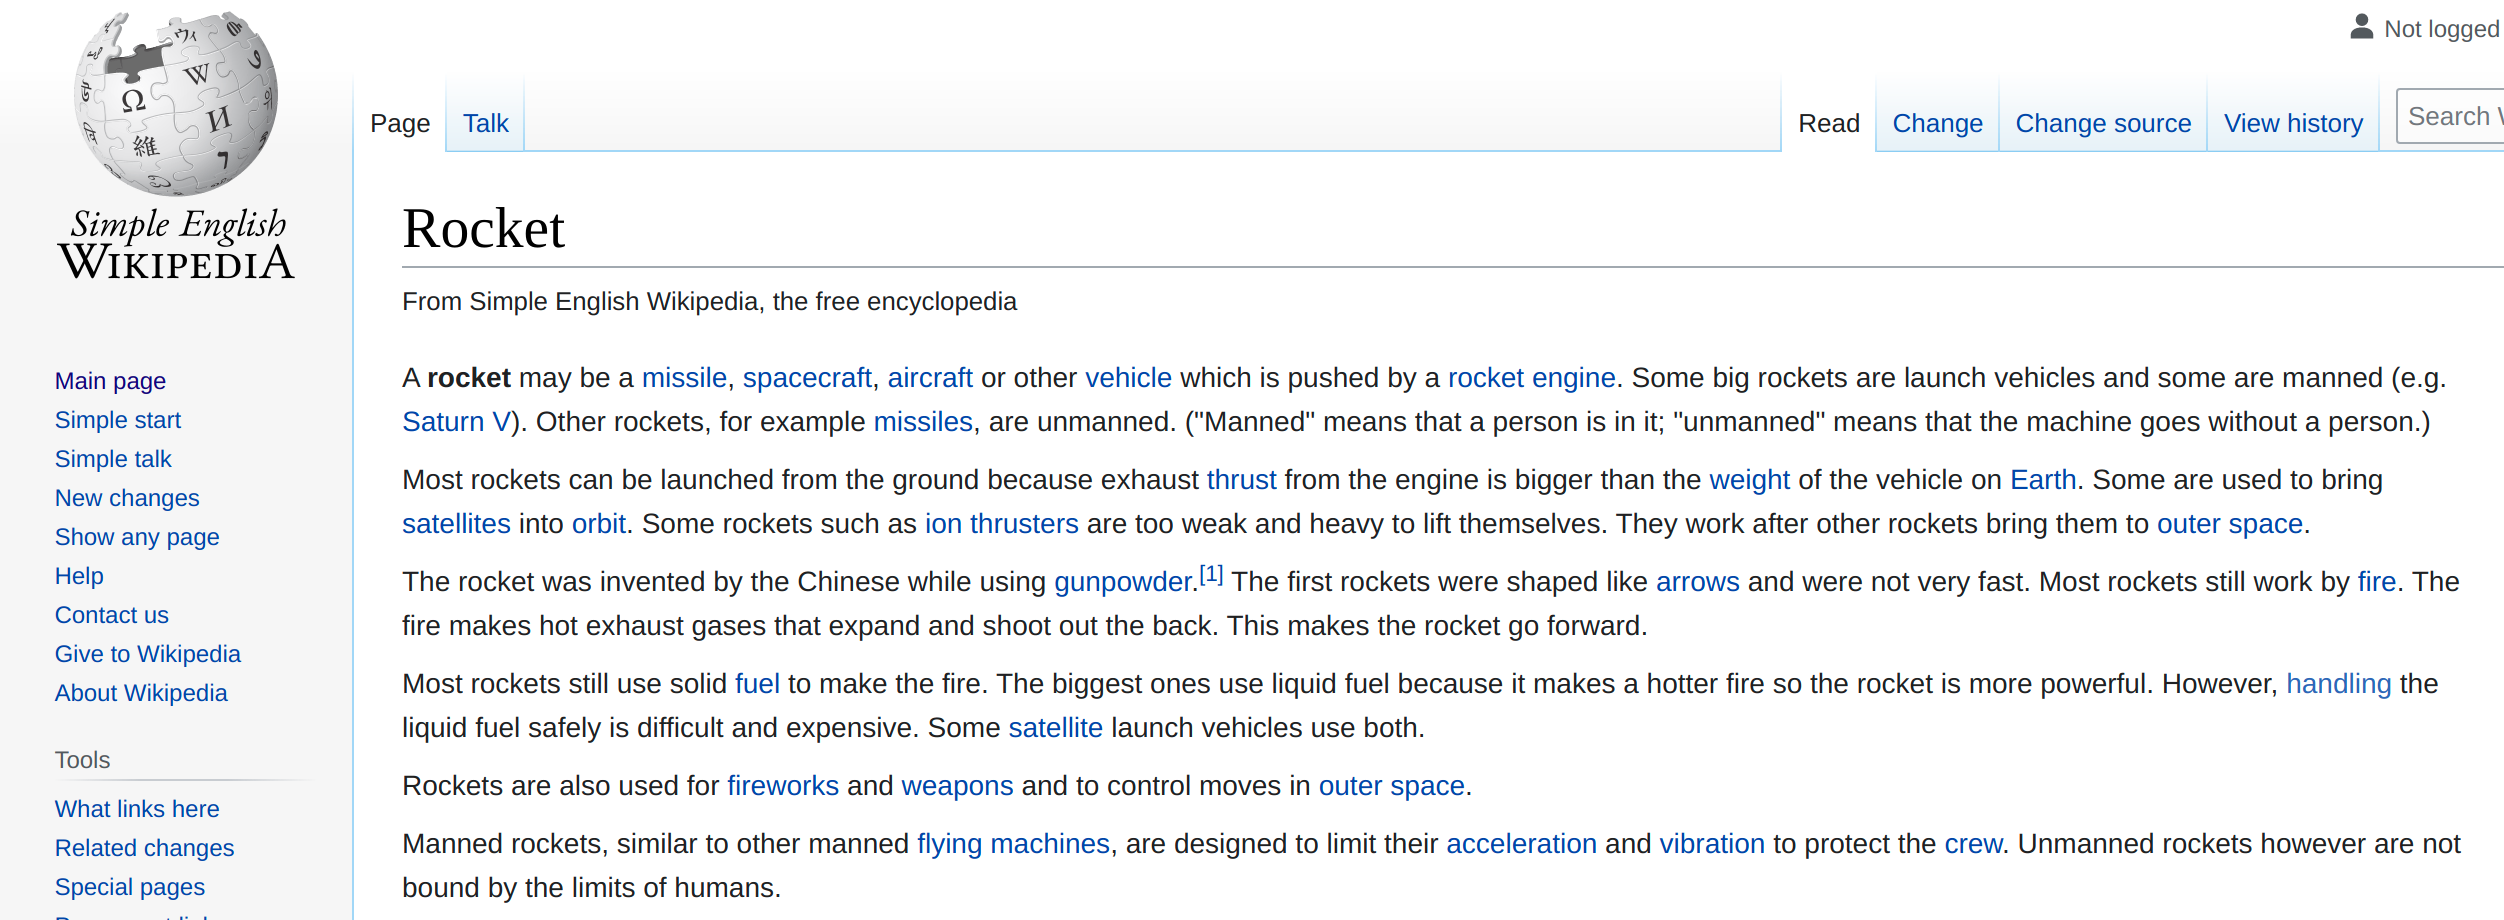 Not logged
Page
Talk
Read
Change
Change source
View history
Search
Simple English
WIKIPEDIA
Rocket
From Simple English Wikipedia, the free encyclopedia
Main page
Simple start
Simple talk
New changes
Show any page
Help
Contact us
Give to Wikipedia
About Wikipedia
Tools
What links here
Related changes
Special pages
A rocket may be a missile, spacecraft, aircraft or other vehicle which is pushed by a rocket engine. Some big rockets are launch vehicles and some are manned (e.g.
Saturn V). Other rockets, for example missiles, are unmanned. ("Manned" means that a person is in it; "unmanned" means that the machine goes without a person.)
Most rockets can be launched from the ground because exhaust thrust from the engine is bigger than the weight of the vehicle on Earth. Some are used to bring
satellites into orbit. Some rockets such as ion thrusters are too weak and heavy to lift themselves. They work after other rockets bring them to outer space.
The rocket was invented by the Chinese while using gunpowder.[1] The first rockets were shaped like arrows and were not very fast. Most rockets still work by fire. The
fire makes hot exhaust gases that expand and shoot out the back. This makes the rocket go forward.
Most rockets still use solid fuel to make the fire. The biggest ones use liquid fuel because it makes a hotter fire so the rocket is more powerful. However, handling the
liquid fuel safely is difficult and expensive. Some satellite launch vehicles use both.
Rockets are also used for fireworks and weapons and to control moves in outer space.
Manned rockets, similar to other manned flying machines, are designed to limit their acceleration and vibration to protect the crew. Unmanned rockets however are not
bound by the limits of humans.